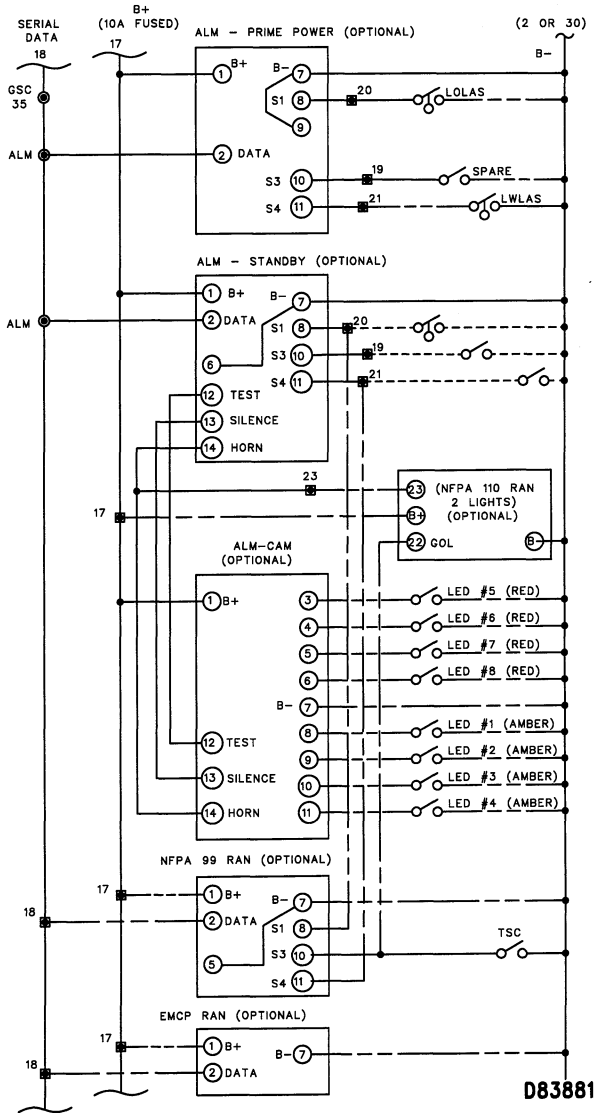 SERIAL DATA 18
B+ (10A FUSED) 17
(2 OR 30)
B-
GSC 35
ALM
ALM - PRIME POWER (OPTIONAL)
1 B+
B- 7
S1 8 20 LOLAS
9
2 DATA
S3 10 19 SPARE
S4 11 21 LWLAS
ALM - STANDBY (OPTIONAL)
1 B+
B- 7
ALM
2 DATA
S1 8 20
S3 10 19
6
S4 11 21
12 TEST
13 SILENCE
14 HORN
23
23 (NFPA 110 RAN
2 LIGHTS)
17
B+ (OPTIONAL)
22 GOL B-
ALM-CAM
(OPTIONAL)
1 B+
3 LED #5 (RED)
4 LED #6 (RED)
5 LED #7 (RED)
6 LED #8 (RED)
B- 7
8 LED #1 (AMBER)
12 TEST
9 LED #2 (AMBER)
13 SILENCE
10 LED #3 (AMBER)
14 HORN
11 LED #4 (AMBER)
NFPA 99 RAN (OPTIONAL)
17
1 B+
B- 7
18
2 DATA
S1 8
TSC
5
S3 10
S4 11
EMCP RAN (OPTIONAL)
17
1 B+
B- 7
18
2 DATA
D83881